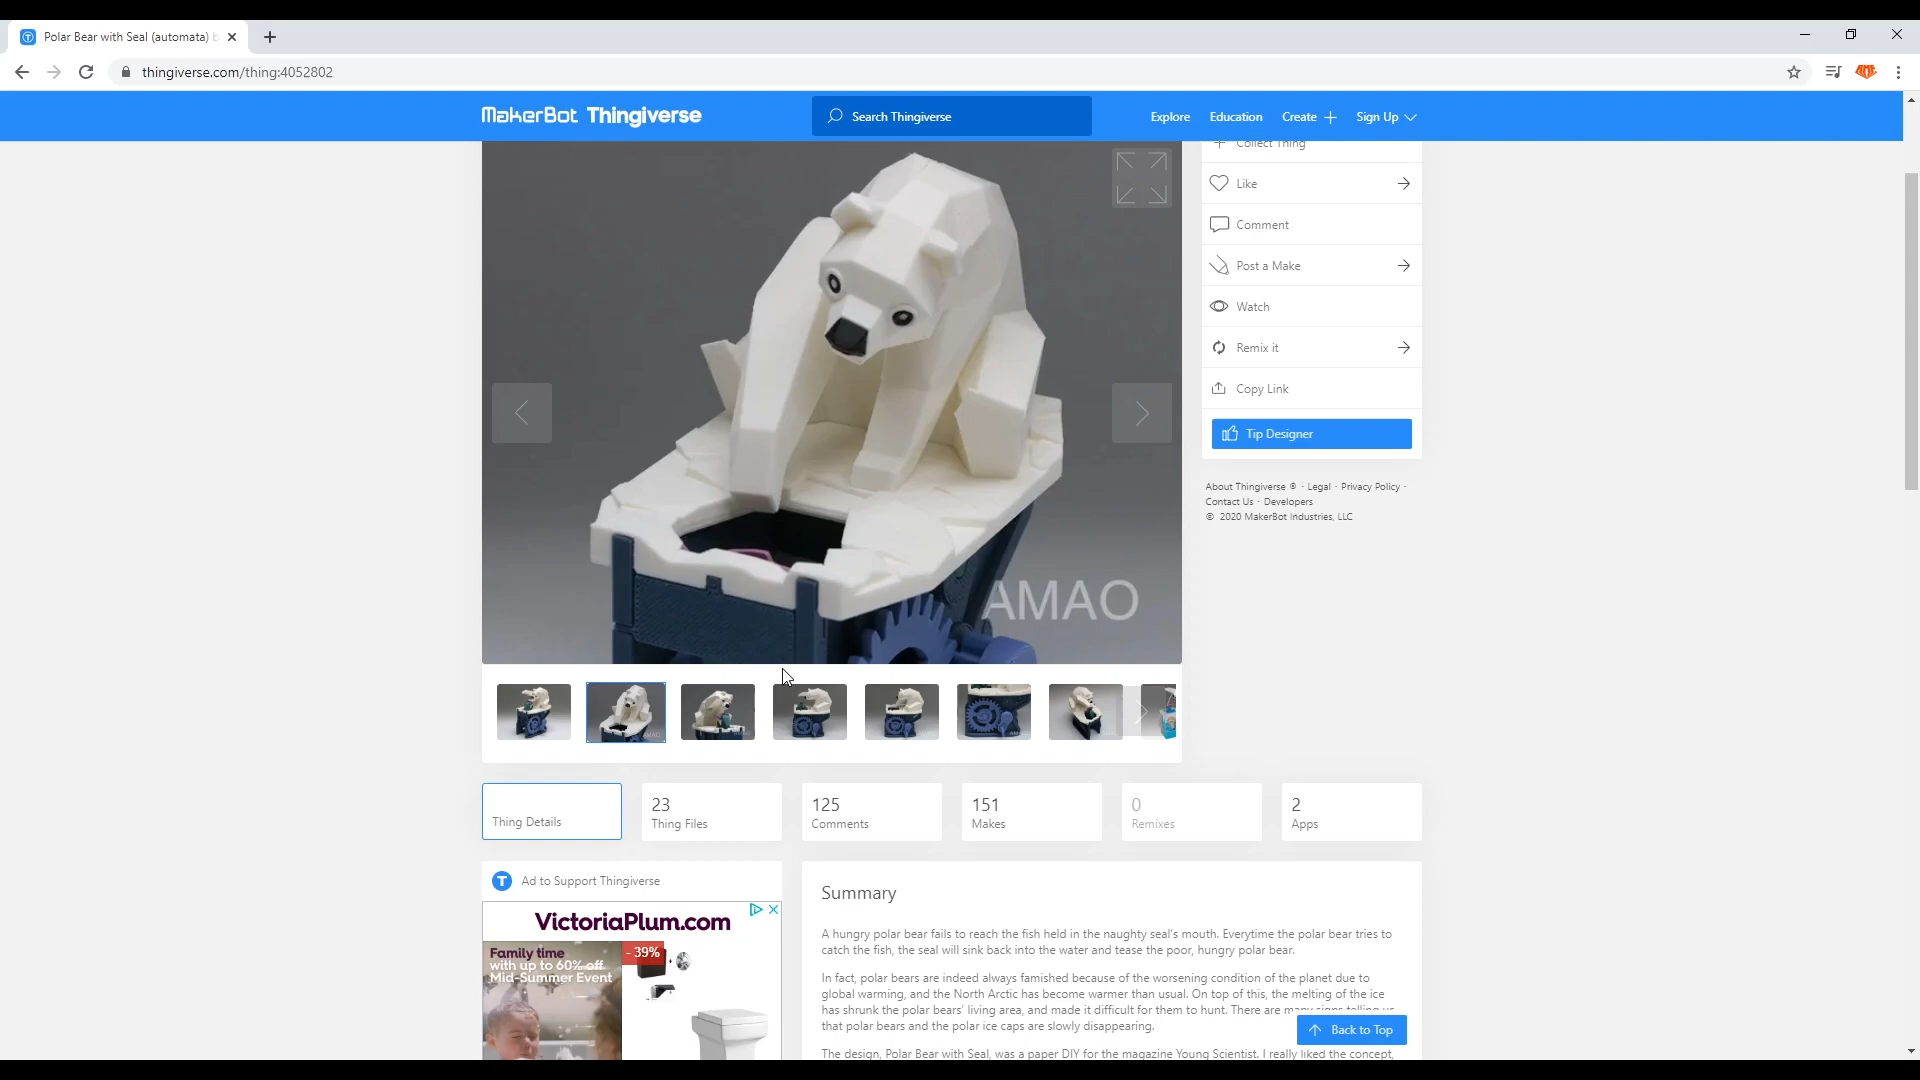 Polar Bear with Seal (automata) b
thingiverse.com/thing:4052802
MakerBot Thingiverse
Search Thingiverse
Explore
Education
Create
Sign Up
Collect Thing
Like
Comment
Post a Make
Watch
Remix it
Copy Link
Tip Designer
About Thingiverse ® · Legal · Privacy Policy ·
Contact Us · Developers
© 2020 MakerBot Industries, LLC
AMAO
Thing Details
23
Thing Files
125
Comments
151
Makes
0
Remixes
2
Apps
Ad to Support Thingiverse
VictoriaPlum.com
Family time
with up to 60% off
Mid-Summer Event
- 39%
Summary
A hungry polar bear fails to reach the fish held in the naughty seal's mouth. Everytime the polar bear tries to
catch the fish, the seal will sink back into the water and tease the poor, hungry polar bear.
In fact, polar bears are indeed always famished because of the worsening condition of the planet due to
global warming, and the North Arctic has become warmer than usual. On top of this, the melting of the ice
has shrunk the polar bears' living area, and made it difficult for them to hunt. There are many signs telling us
that polar bears and the polar ice caps are slowly disappearing.
Back to Top
The design, Polar Bear with Seal, was a paper DIY for the magazine Young Scientist. I really liked the concept,